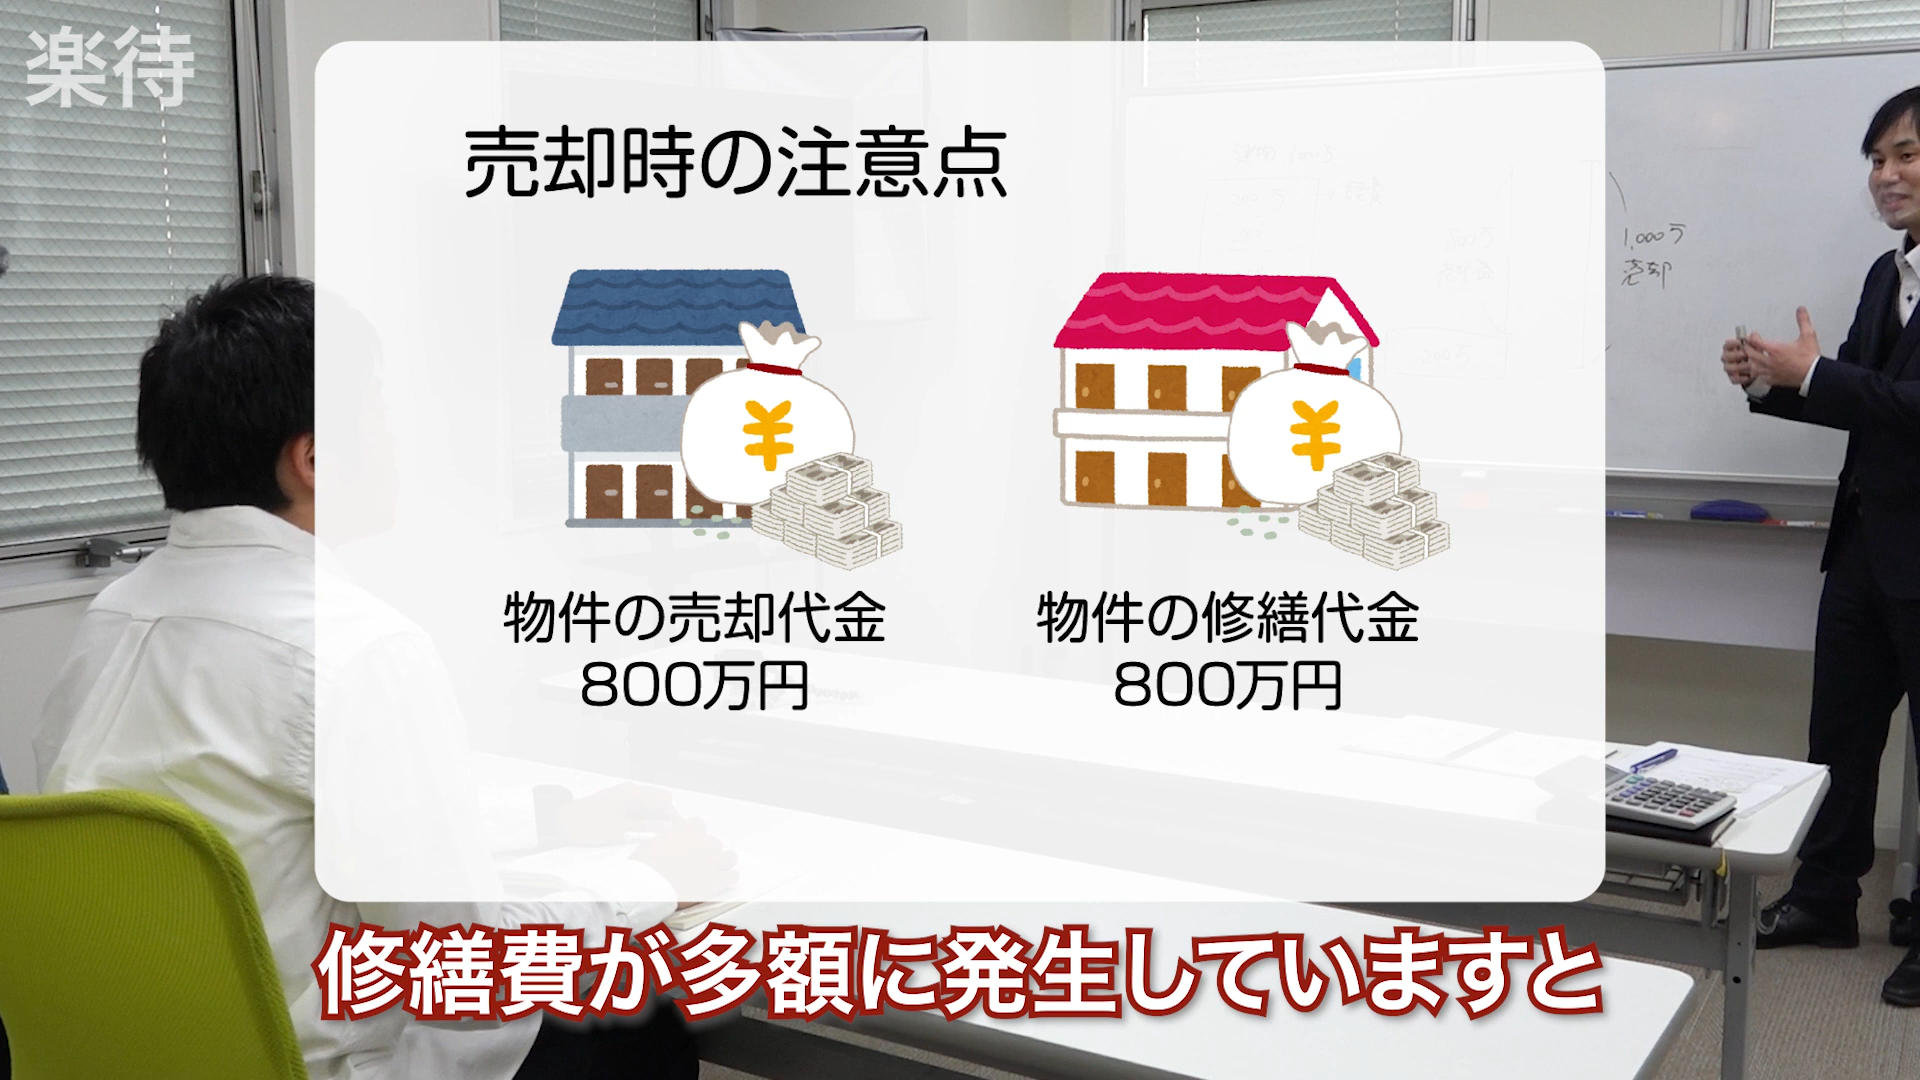 楽待
売却時の注意点
物件の売却代金
800万円
物件の修繕代金
800万円
1,000万
売却
修繕費が多額に発生していますと